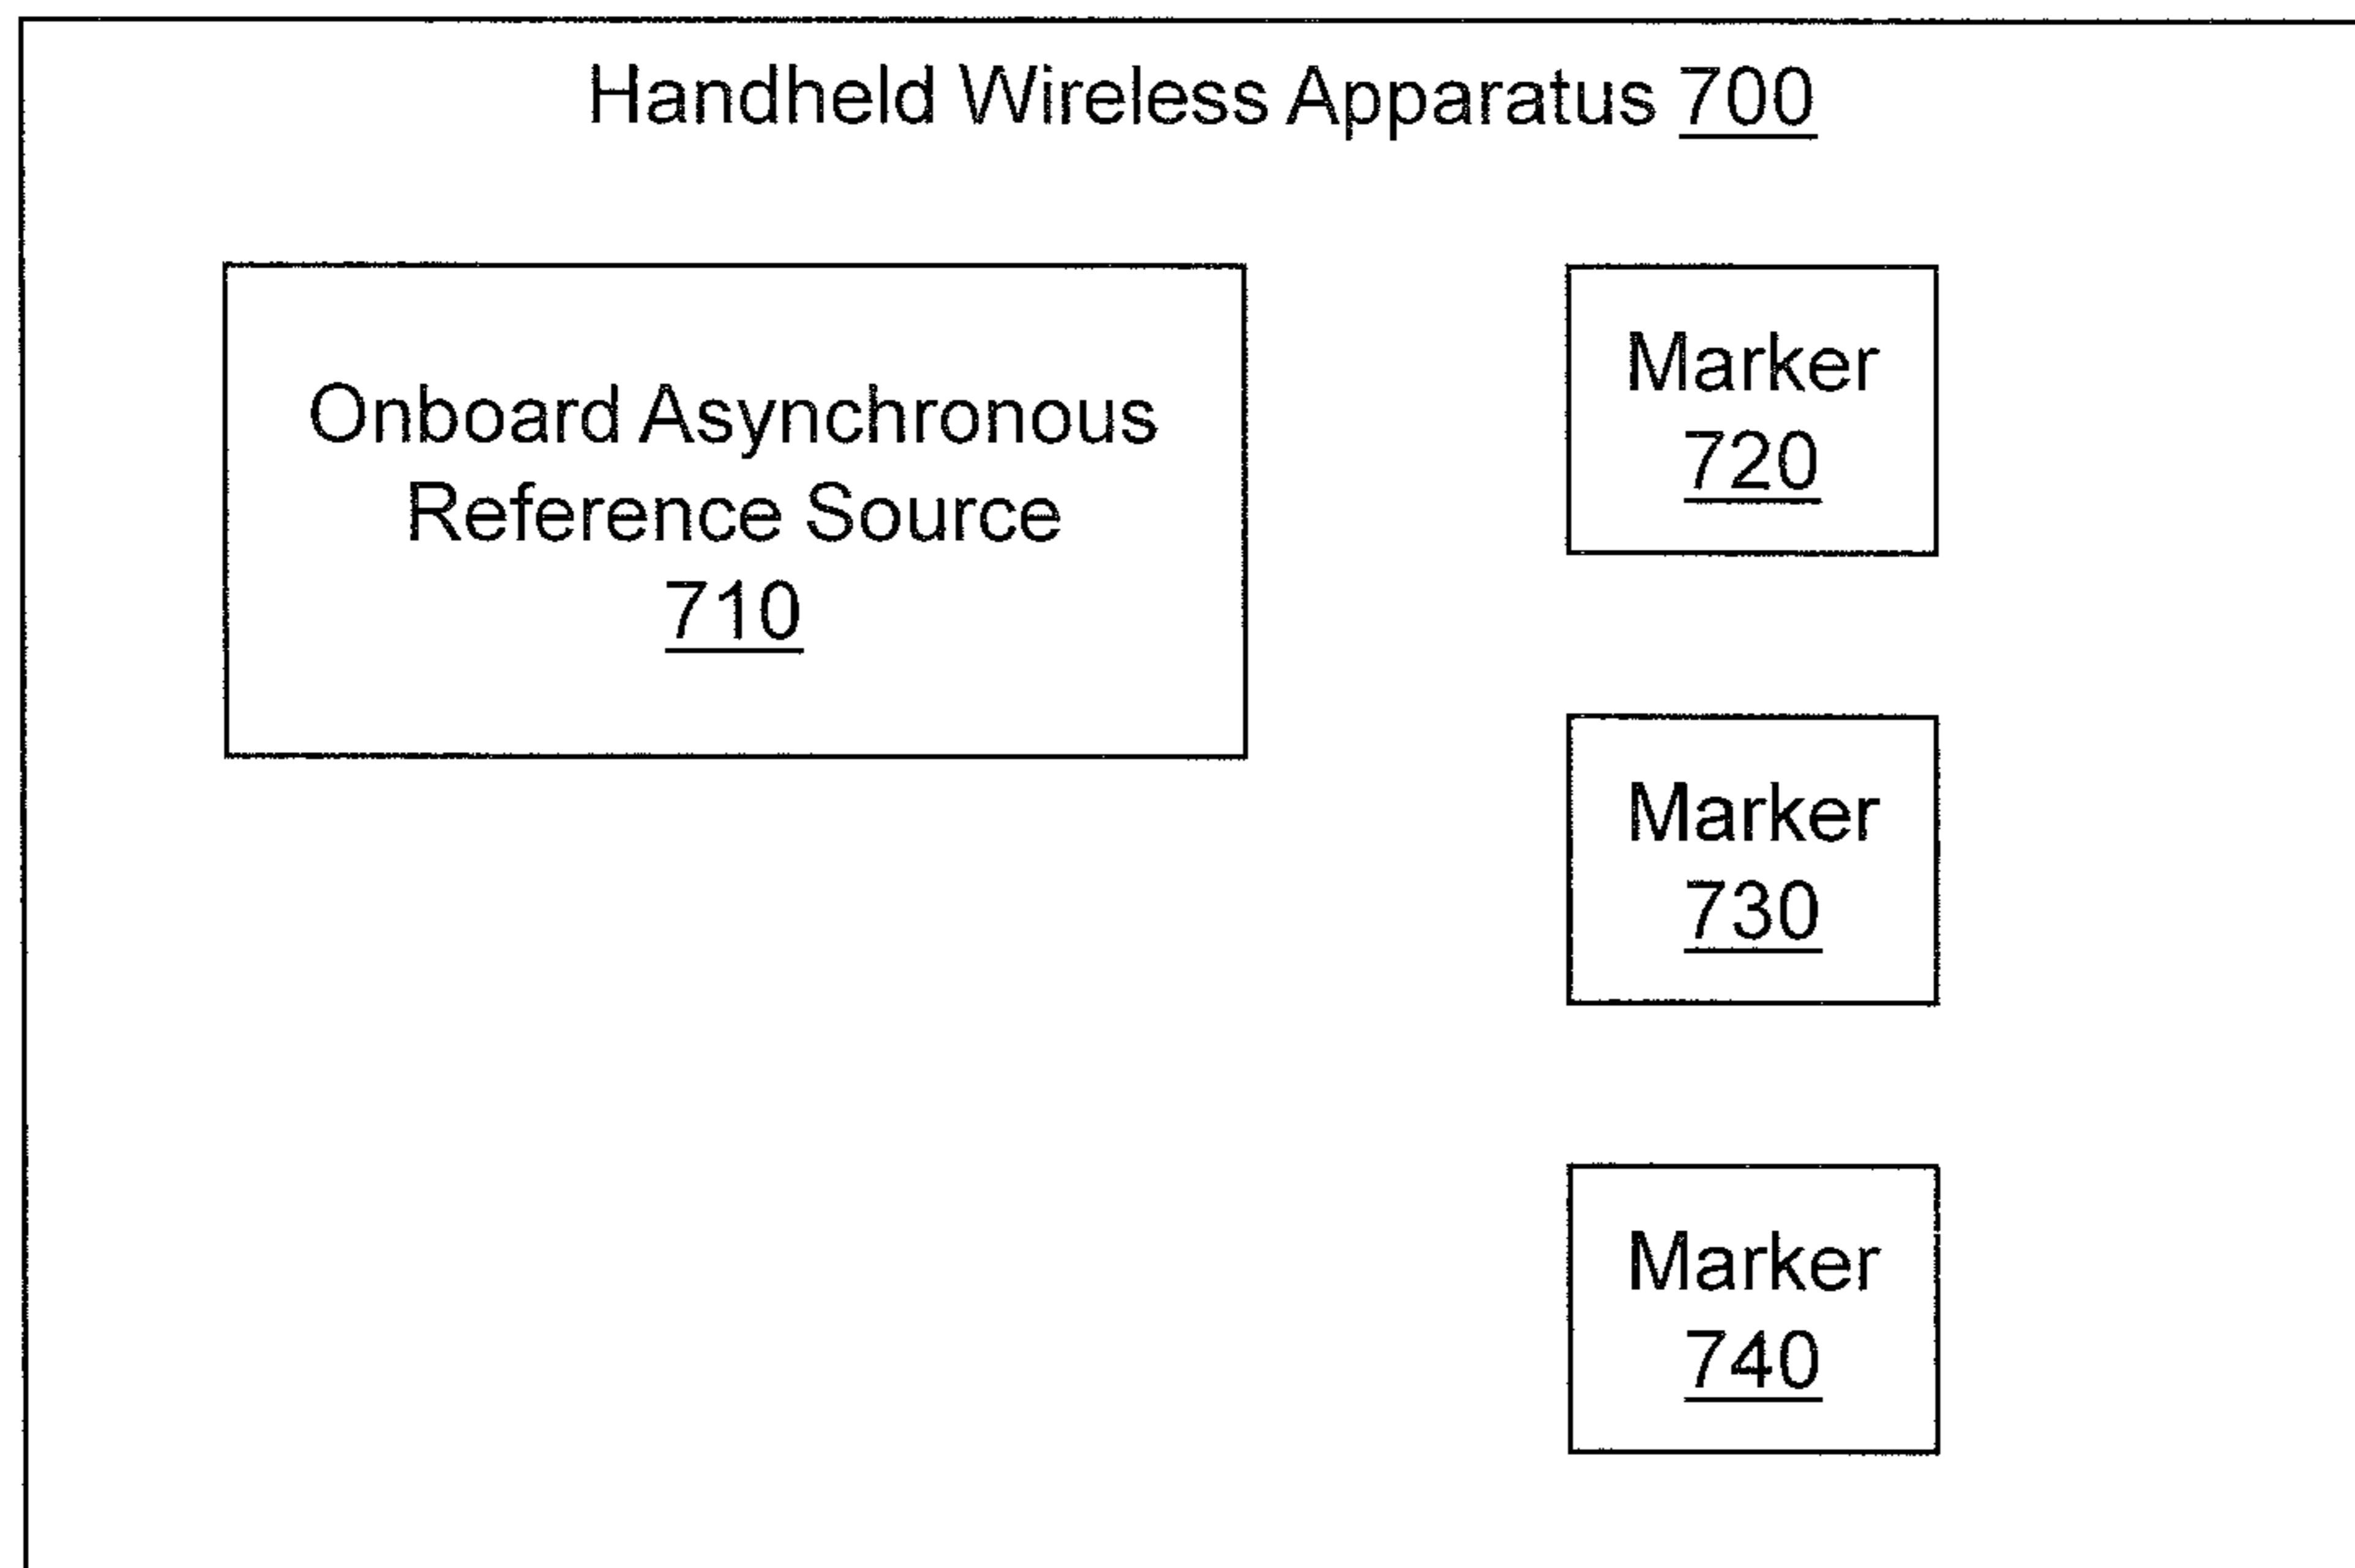 Handheld Wireless Apparatus 700
Onboard Asynchronous
Reference Source
710
Marker
720
Marker
730
Marker
740